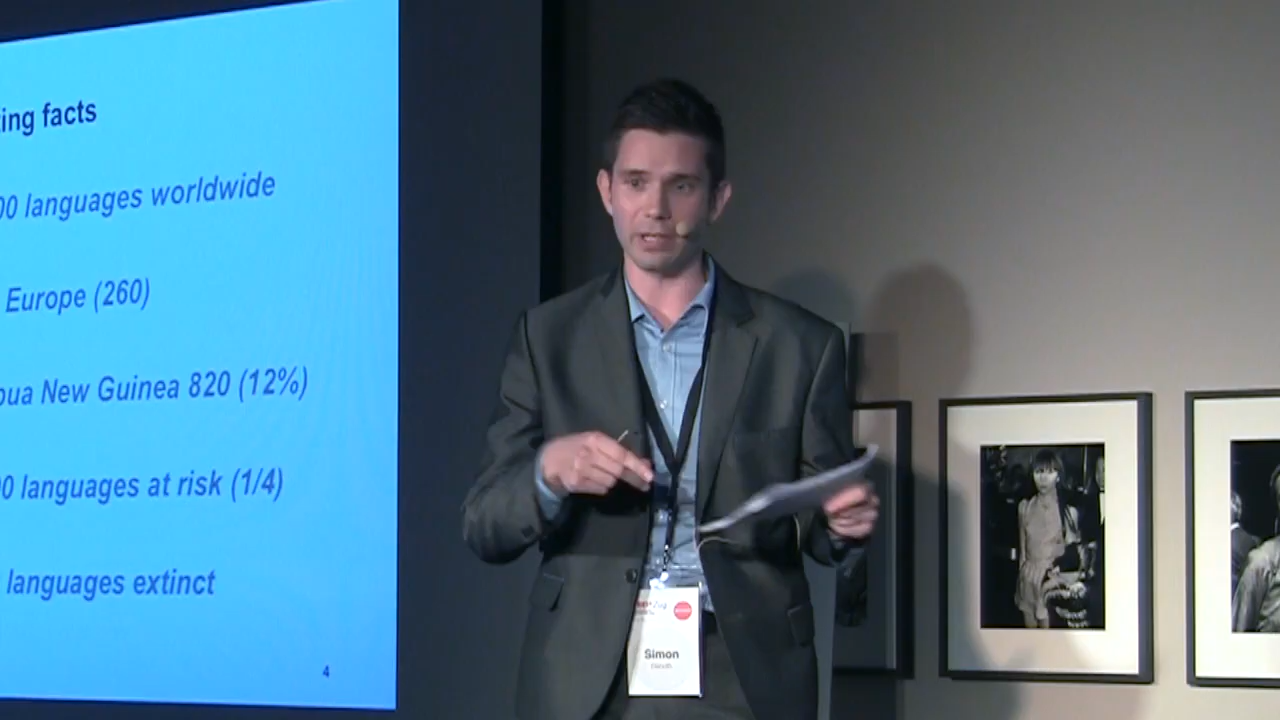 ing facts
00 languages worldwide
Europe (260)
pua New Guinea 820 (12%)
00 languages at risk (1/4)
languages extinct
4
Simon